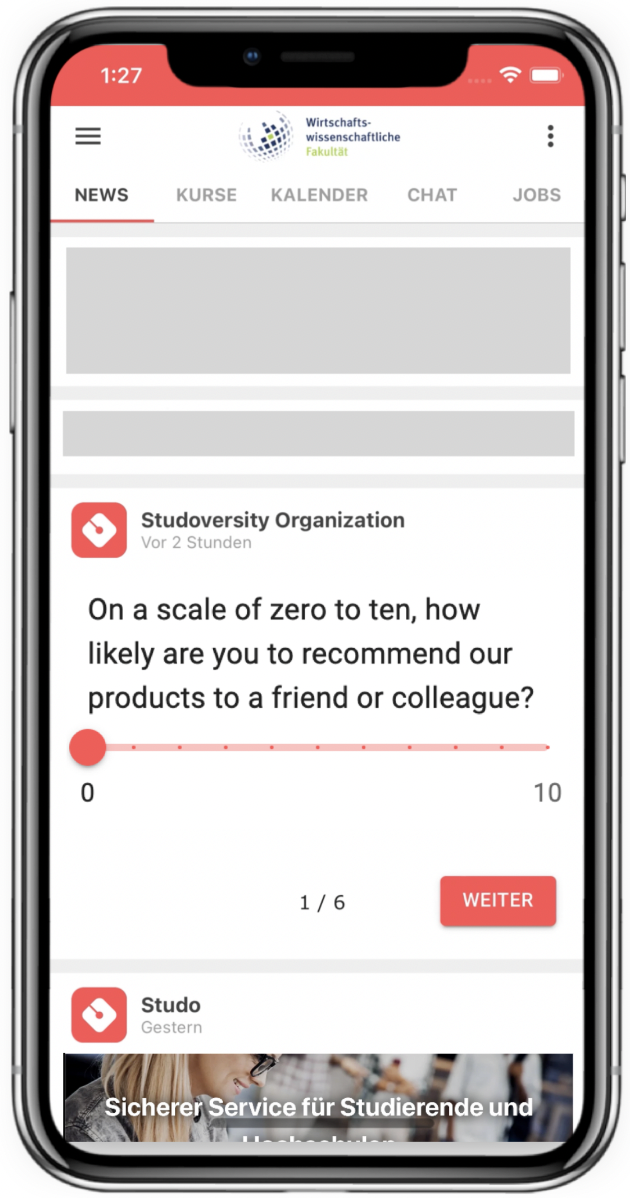 1:27
Wirtschafts-
wissenschaftliche
Fakultät
NEWS KURSE KALENDER CHAT JOBS
Studoversity Organization
Vor 2 Stunden
On a scale of zero to ten, how
likely are you to recommend our
products to a friend or colleague?
0 10
1 / 6 WEITER
Studo
Gestern
Sicherer Service für Studierende und
Hochschulen